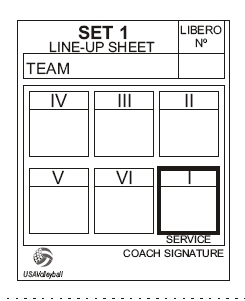 SET 1
LINE-UP SHEET
LIBERO
Nº
TEAM
IV III II
V VI I
SERVICE
COACH SIGNATURE
USAVolleyball